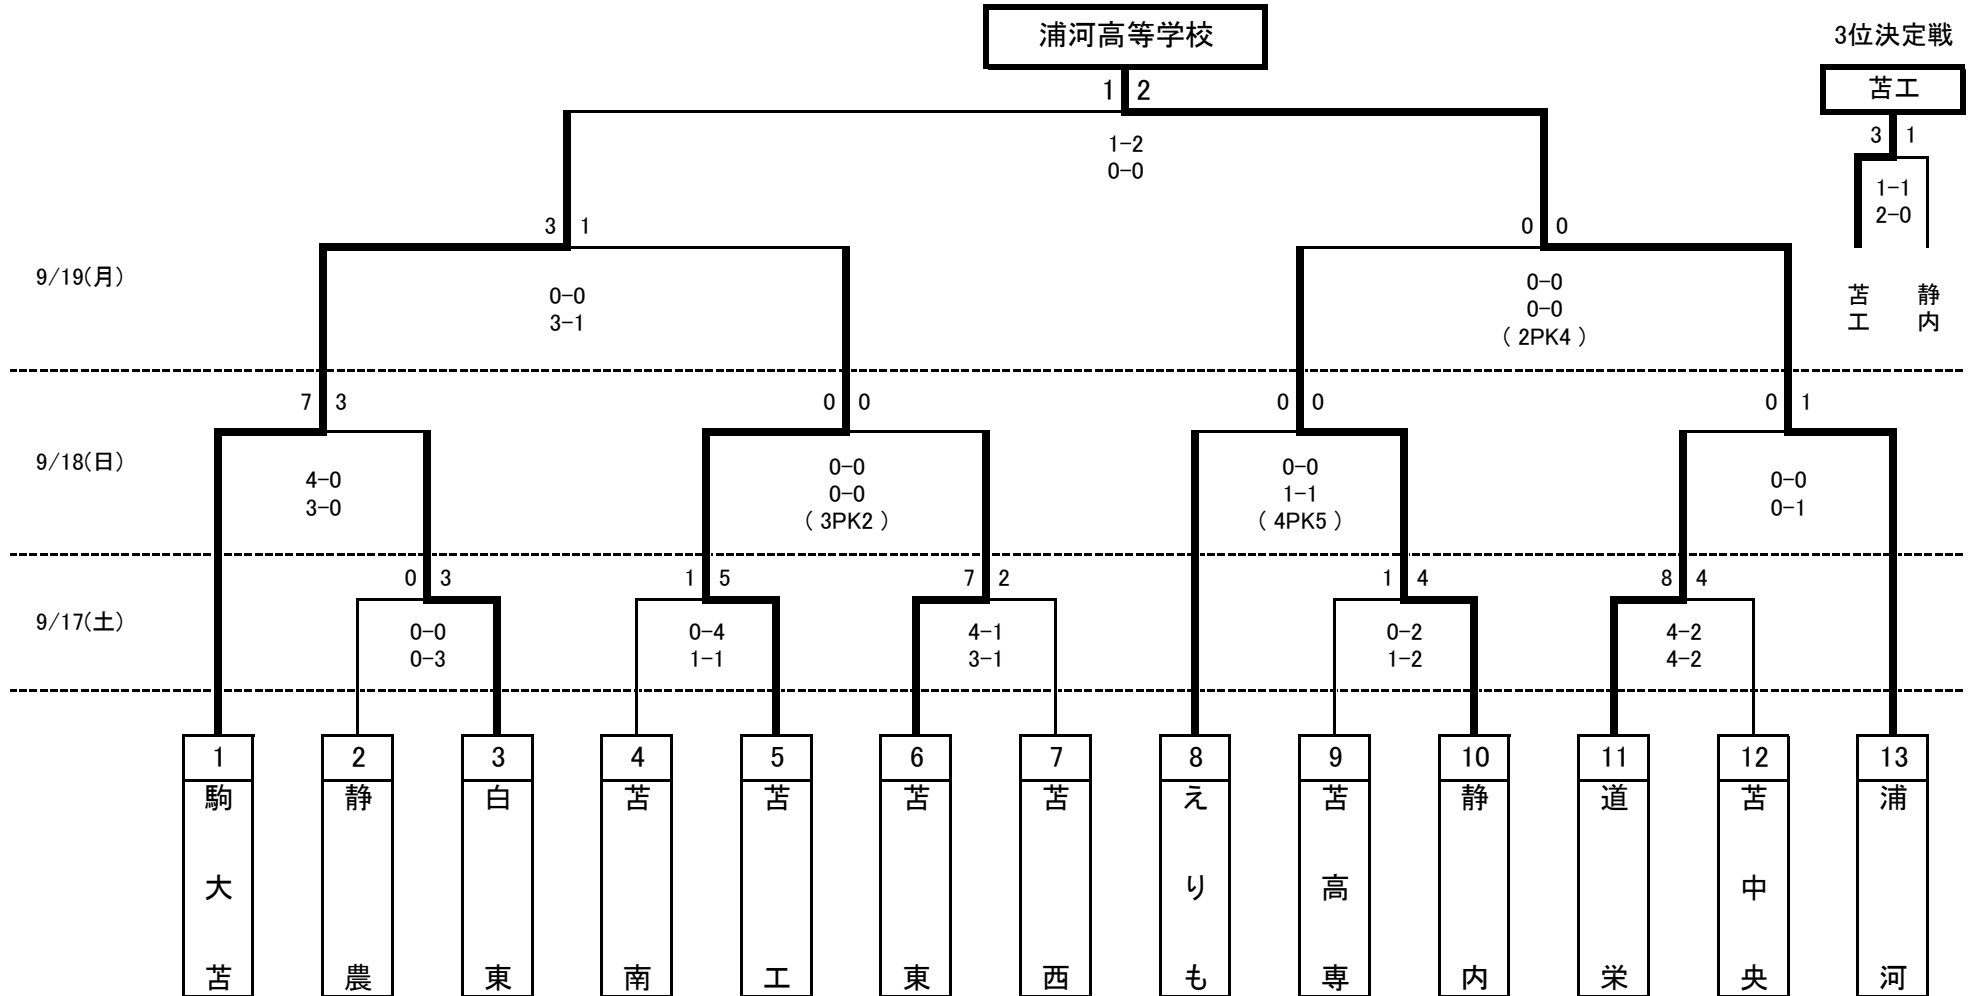 浦河高等学校
3位決定戦
1 2
苫工
3 1
1-2
0-0
1-1
2-0
3 1
0 0
9/19(月)
0-0
3-1
0-0
0-0
( 2PK4 )
苫工
静内
7 3
0 0
0 0
0 1
9/18(日)
4-0
3-0
0-0
0-0
( 3PK2 )
0-0
1-1
( 4PK5 )
0-0
0-1
0 3
1 5
7 2
1 4
8 4
9/17(土)
0-0
0-3
0-4
1-1
4-1
3-1
0-2
1-2
4-2
4-2
1
駒大苫
2
静農
3
白東
4
苫南
5
苫工
6
苫東
7
苫西
8
えりも
9
苫高専
10
静内
11
道栄
12
苫中央
13
浦河